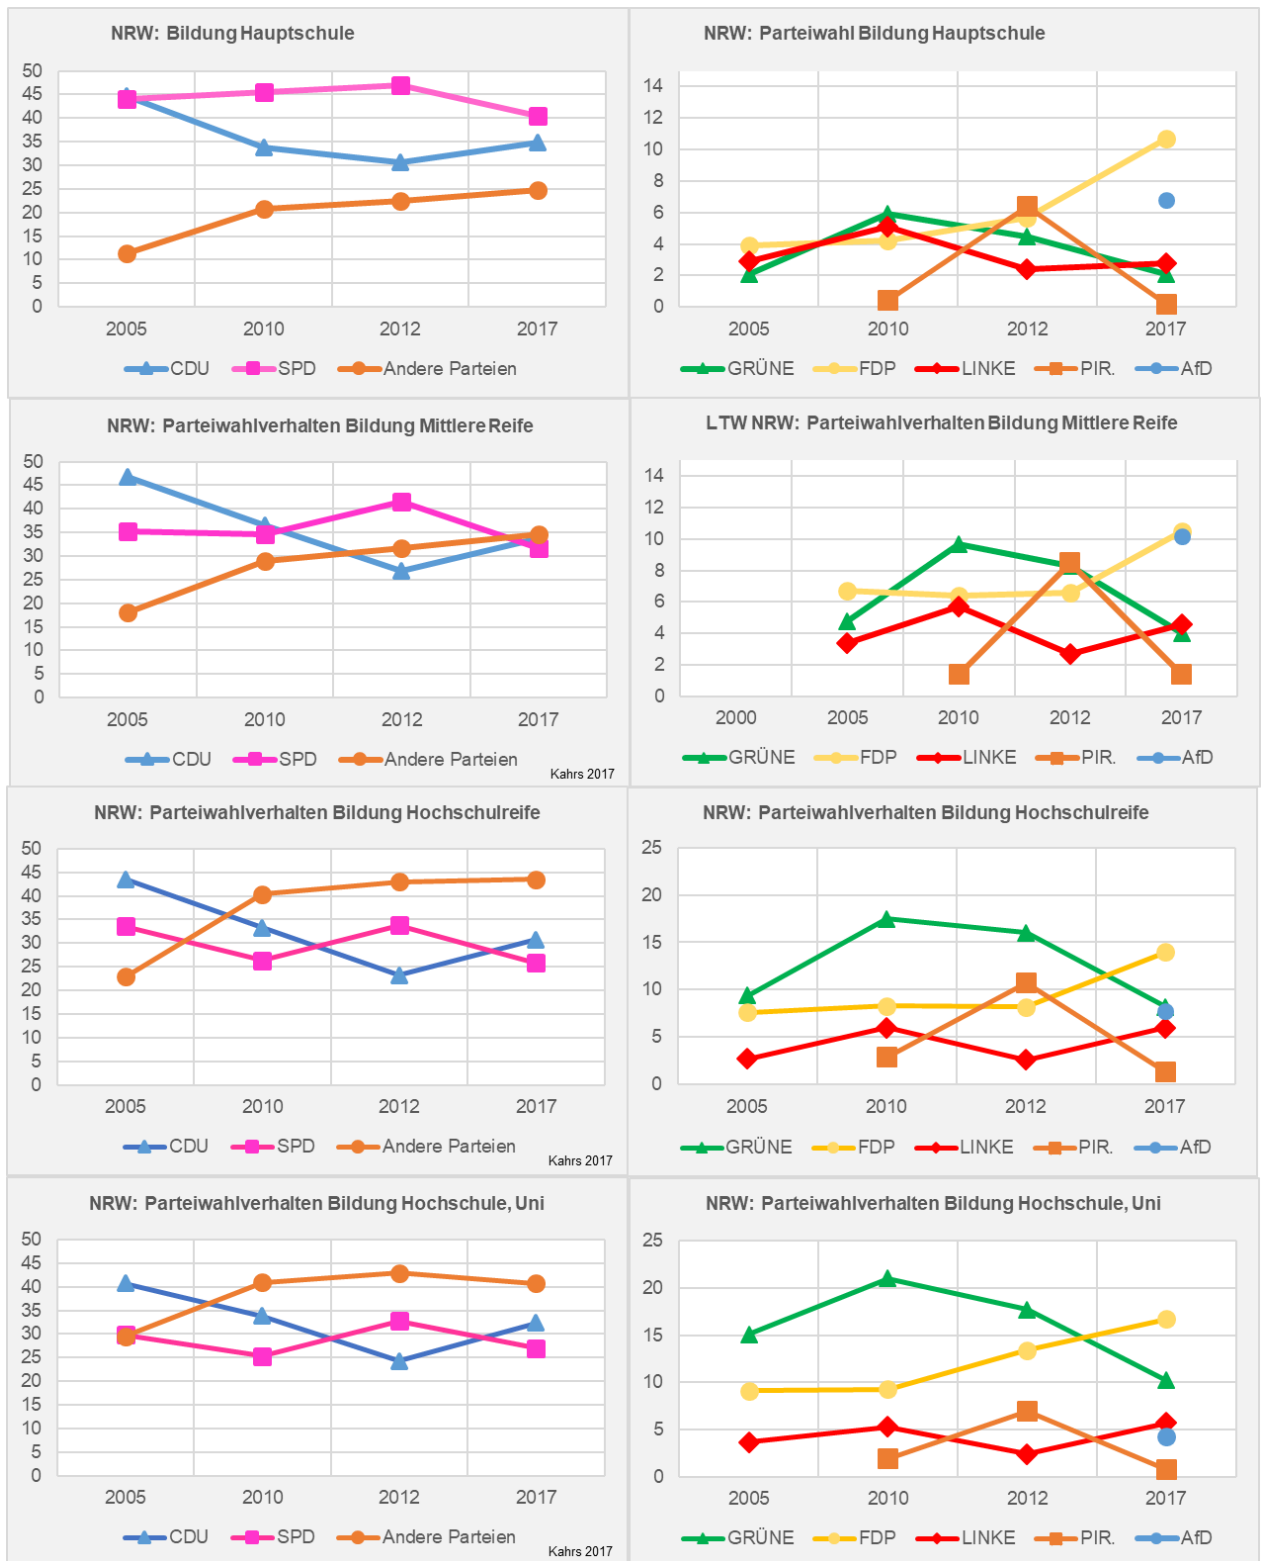 NRW: Bildung Hauptschule
50
45
40
35
30
25
20
15
10
5
0
2005 2010 2012 2017
CDU SPD Andere Parteien
NRW: Parteiwahl Bildung Hauptschule
14
12
10
8
6
4
2
0
2005 2010 2012 2017
GRÜNE FDP LINKE PIR. AfD
NRW: Parteiwahlverhalten Bildung Mittlere Reife
50
45
40
35
30
25
20
15
10
5
0
2005 2010 2012 2017
CDU SPD Andere Parteien
Kahrs 2017
LTW NRW: Parteiwahlverhalten Bildung Mittlere Reife
14
12
10
8
6
4
2
0
2000 2005 2010 2012 2017
GRÜNE FDP LINKE PIR. AfD
NRW: Parteiwahlverhalten Bildung Hochschulreife
50
45
40
35
30
25
20
15
10
5
0
2005 2010 2012 2017
CDU SPD Andere Parteien
Kahrs 2017
NRW: Parteiwahlverhalten Bildung Hochschulreife
25
20
15
10
5
0
2005 2010 2012 2017
GRÜNE FDP LINKE PIR. AfD
NRW: Parteiwahlverhalten Bildung Hochschule, Uni
50
45
40
35
30
25
20
15
10
5
0
2005 2010 2012 2017
CDU SPD Andere Parteien
Kahrs 2017
NRW: Parteiwahlverhalten Bildung Hochschule, Uni
25
20
15
10
5
0
2005 2010 2012 2017
GRÜNE FDP LINKE PIR. AfD